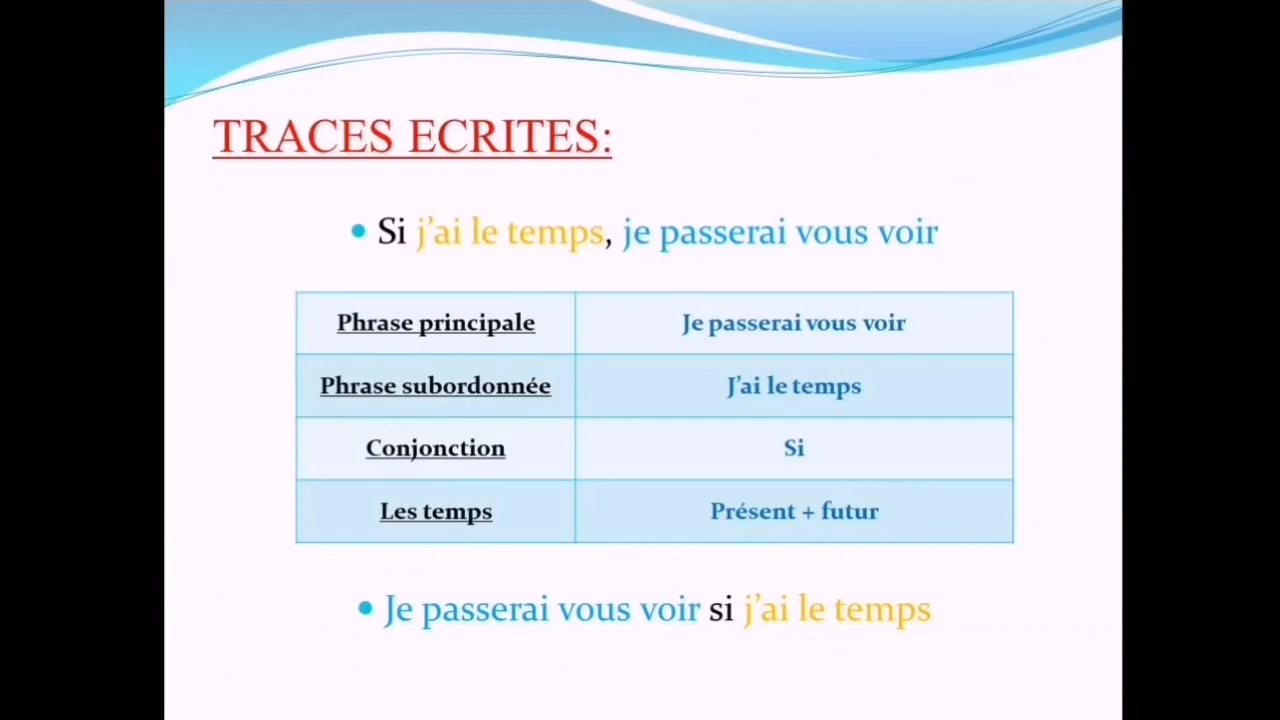 TRACES ECRITES:
Si j'ai le temps, je passerai vous voir
Phrase principale
Je passerai vous voir
Phrase subordonnée
J'ai le temps
Conjonction
Si
Les temps
Présent + futur
Je passerai vous voir si j'ai le temps